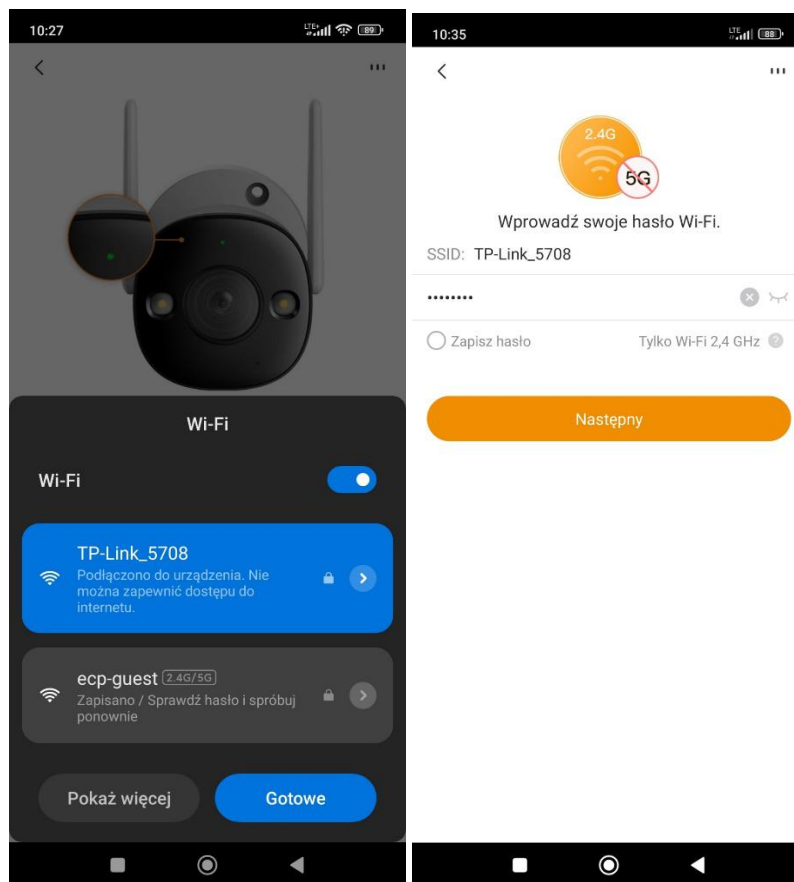 10:27
LTE+
89
Wi-Fi
Wi-Fi
TP-Link_5708
Podłączono do urządzenia. Nie
można zapewnić dostępu do
internetu.
ecp-guest 2.4G/5G
Zapisano / Sprawdź hasło i spróbuj
ponownie
Pokaż więcej
Gotowe
10:35
LTE
88
2.4G
5G
Wprowadź swoje hasło Wi-Fi.
SSID: TP-Link_5708
••••••••
Zapisz hasło
Tylko Wi-Fi 2,4 GHz ?
Następny